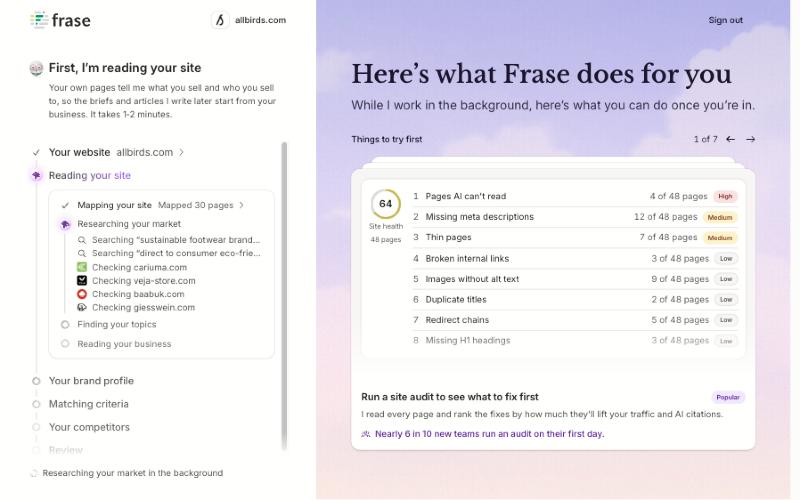 frase
allbirds.com
First, I'm reading your site
Your own pages tell me what you sell and who you sell
to, so the briefs and articles I write later start from your
business. It takes 1-2 minutes.
Your website allbirds.com
Reading your site
Mapping your site Mapped 30 pages
Researching your market
Searching “sustainable footwear brand...
Searching “direct to consumer eco-frie...
Checking cariuma.com
Checking veja-store.com
Checking baabuk.com
Checking giesswein.com
Finding your topics
Reading your business
Your brand profile
Matching criteria
Your competitors
Review
Researching your market in the background
Sign out
Here’s what Frase does for you
While I work in the background, here’s what you can do once you’re in.
Things to try first
1 of 7
64
Site health
48 pages
1 Pages AI can’t read 4 of 48 pages High
2 Missing meta descriptions 12 of 48 pages Medium
3 Thin pages 7 of 48 pages Medium
4 Broken internal links 3 of 48 pages Low
5 Images without alt text 9 of 48 pages Low
6 Duplicate titles 2 of 48 pages Low
7 Redirect chains 5 of 48 pages Low
8 Missing H1 headings 3 of 48 pages Low
Run a site audit to see what to fix first
Popular
I read every page and rank the fixes by how much they’ll lift your traffic and AI citations.
Nearly 6 in 10 new teams run an audit on their first day.